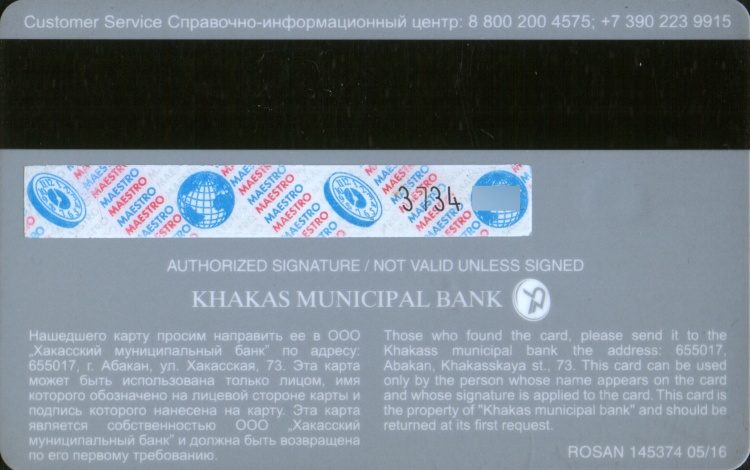 Customer Service Справочно-информационный центр: 8 800 200 4575; +7 390 223 9915
MAESTRO MAESTRO MAESTRO MAESTRO
3734
AUTHORIZED SIGNATURE / NOT VALID UNLESS SIGNED
KHAKAS MUNICIPAL BANK
Нашедшего карту просим направить ее в ООО
„Хакасский муниципальный банк" по адресу:
655017, г. Абакан, ул. Хакасская, 73. Эта карта
может быть использована только лицом, имя
которого обозначено на лицевой стороне карты и
подпись которого нанесена на карту. Эта карта
является собственностью ООО „Хакасский
муниципальный банк" и должна быть возвращена
по его первому требованию.
Those who found the card, please send it to the
Khakass municipal bank the address: 655017,
Abakan, Khakasskaya st., 73. This card can be used
only by the person whose name appears on the card
and whose signature is applied to the card. This card is
the property of "Khakas municipal bank" and should be
returned at its first request.
ROSAN 145374 05/16